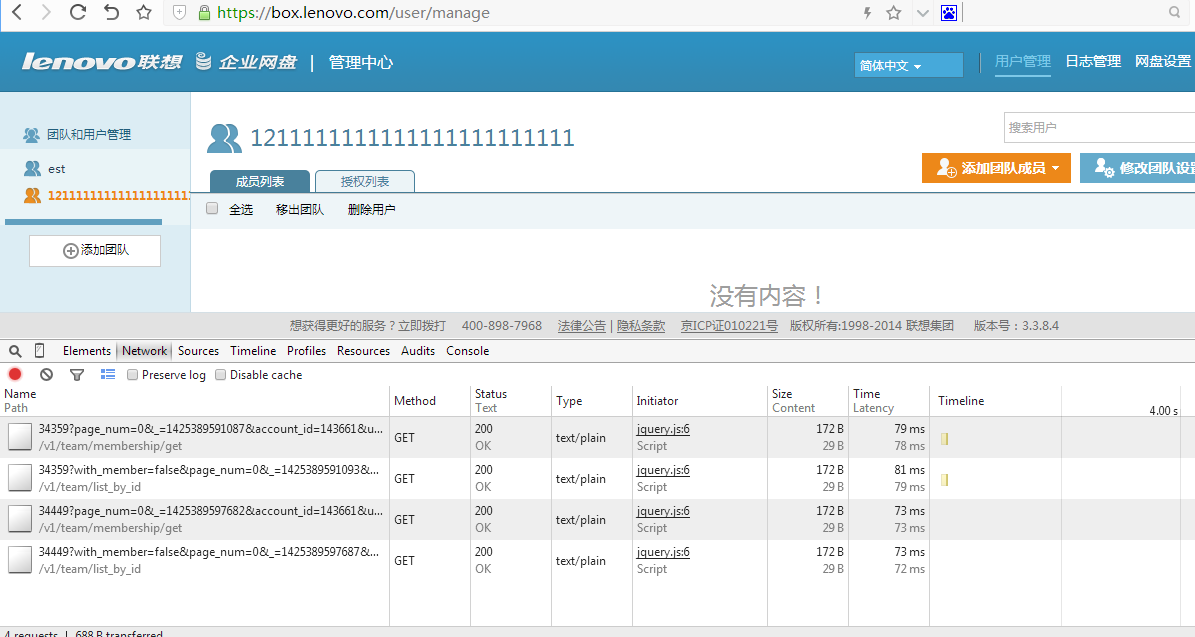 https://box.lenovo.com/user/manage
lenovo联想 企业网盘 | 管理中心
简体中文
用户管理 日志管理 网盘设置
团队和用户管理
est
添加团队
搜索用户
添加团队成员 修改团队设
成员列表 授权列表
全选 移出团队 删除用户
没有内容！
想获得更好的服务？立即拨打 400-898-7968 法律公告 | 隐私条款 京ICP证010221号 版权所有:1998-2014 联想集团 版本号：3.3.8.4
Elements Network Sources Timeline Profiles Resources Audits Console
Preserve log Disable cache
Name Path Method Status Text Type Initiator Size Content Time Latency Timeline 4.00 s
34359?page_num=0&_=1425389591087&account_id=143661&u... GET 200 text/plain jquery.js:6 172 B 79 ms
/v1/team/membership/get OK Script 29 B 78 ms
34359?with_member=false&page_num=0&_=1425389591093&... GET 200 text/plain jquery.js:6 172 B 81 ms
/v1/team/list_by_id OK Script 29 B 79 ms
34449?page_num=0&_=1425389597682&account_id=143661&u... GET 200 text/plain jquery.js:6 172 B 73 ms
/v1/team/membership/get OK Script 29 B 73 ms
34449?with_member=false&page_num=0&_=1425389597687&... GET 200 text/plain jquery.js:6 172 B 73 ms
/v1/team/list_by_id OK Script 29 B 72 ms
4 requests | 688 B transferred